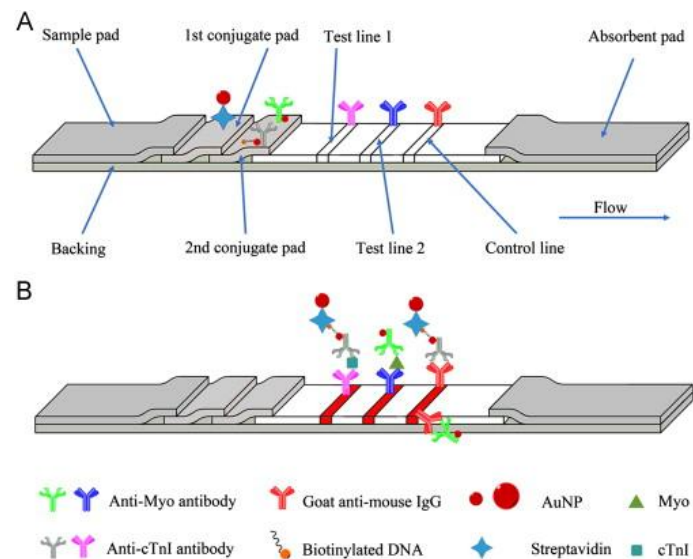 A
Sample pad
1st conjugate pad
Test line 1
Absorbent pad
Backing
2nd conjugate pad
Test line 2
Control line
Flow
B
Anti-Myo antibody
Goat anti-mouse IgG
AuNP
Myo
Anti-cTnI antibody
Biotinylated DNA
Streptavidin
cTnI